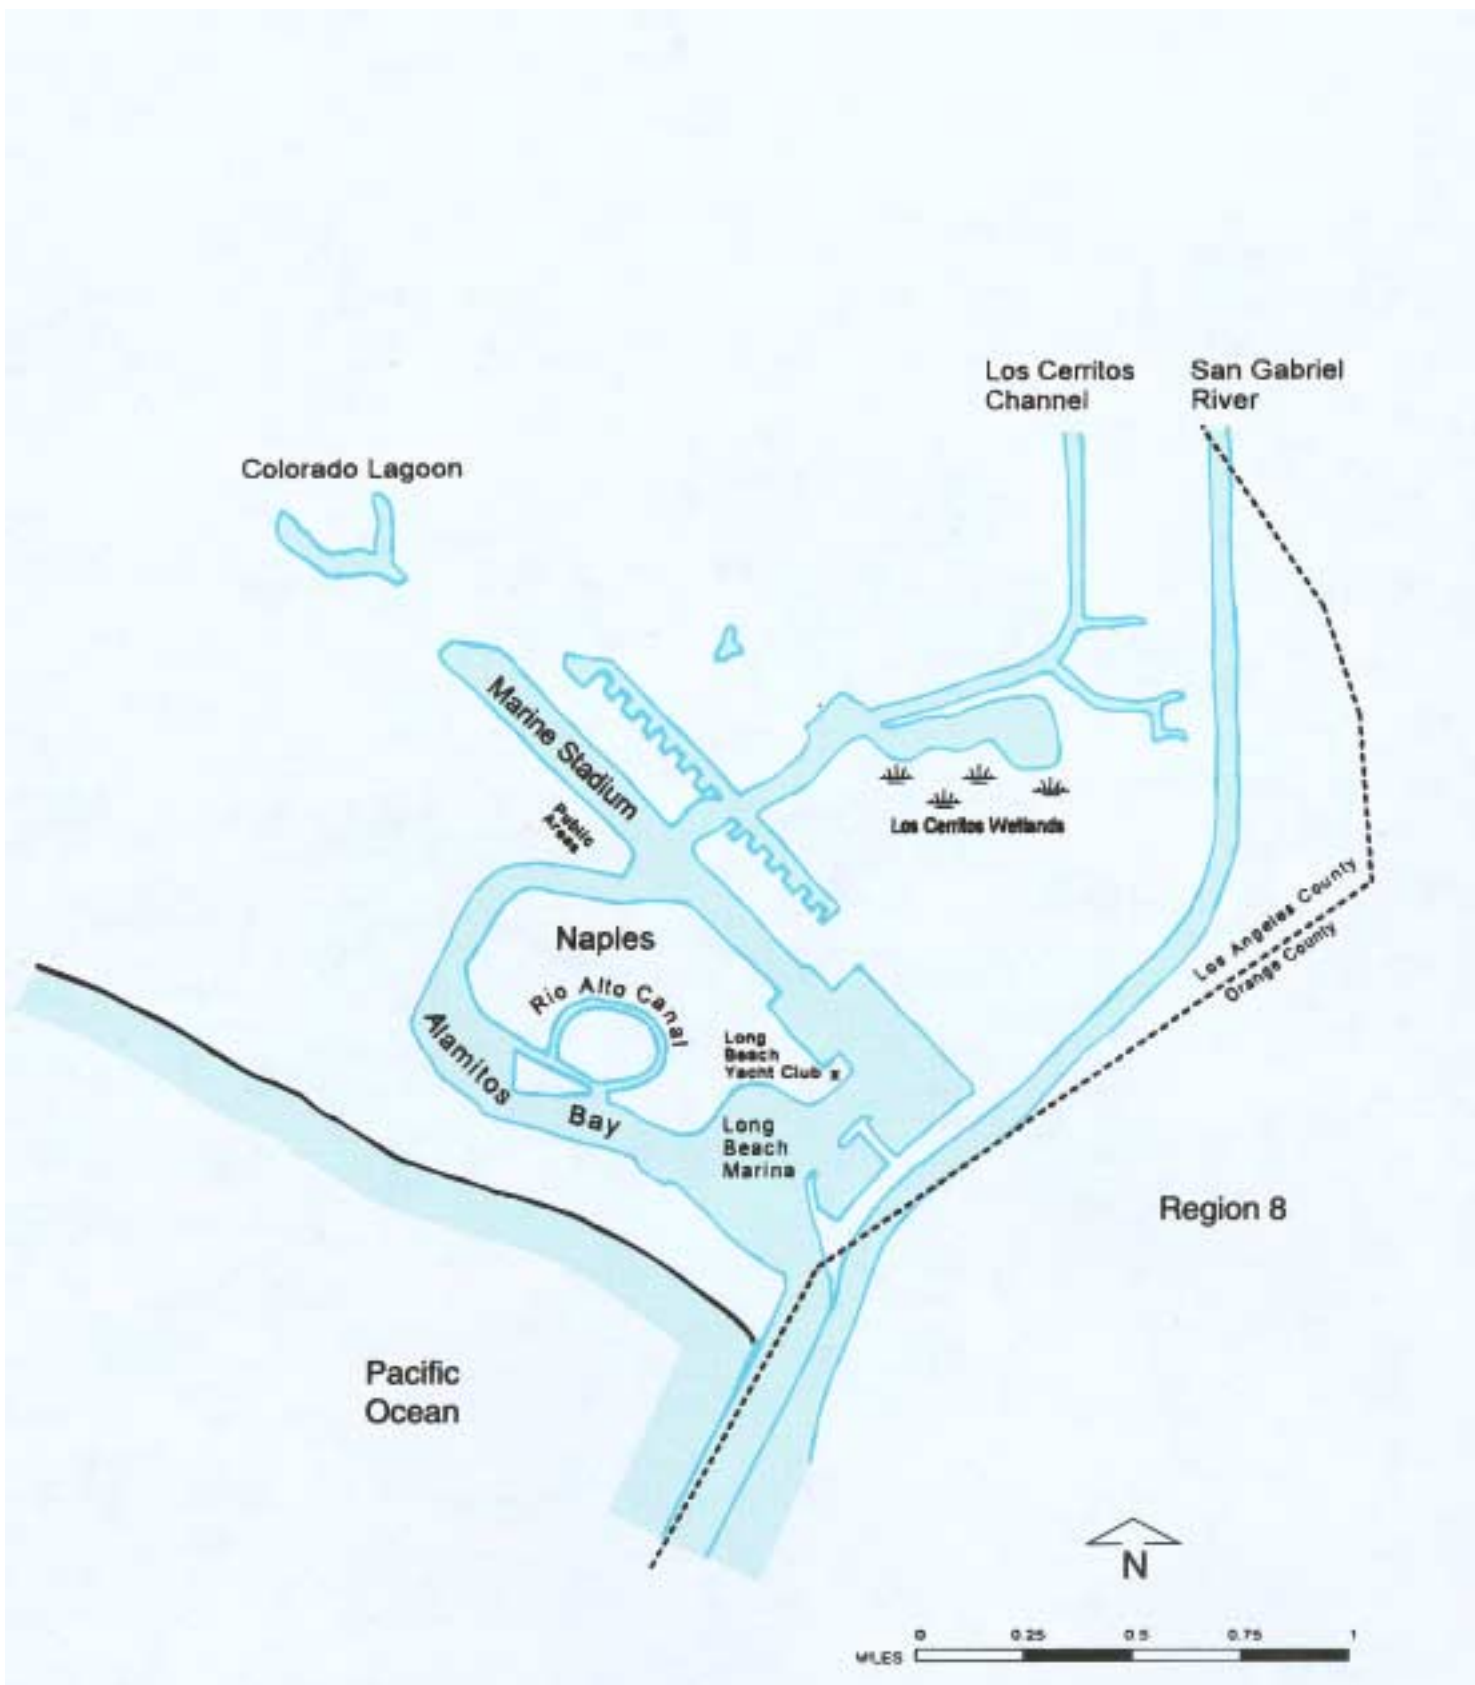 Los Cerritos
Channel
San Gabriel
River
Colorado Lagoon
Marine Stadium
Public
Areas
Los Cerritos Wetlands
Los Angeles County
Orange County
Naples
Rio Alto Canal
Alamitos
Bay
Long
Beach
Yacht Club x
Long
Beach
Marina
Region 8
Pacific
Ocean
N
0 0.25 0.5 0.75 1
MILES